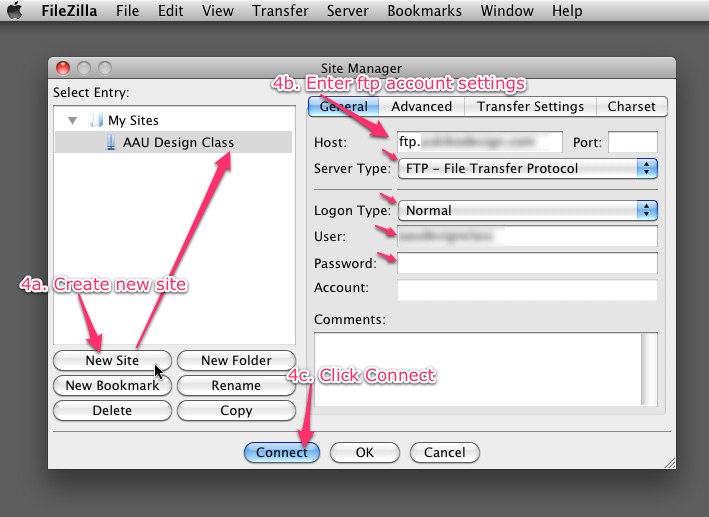 FileZilla File Edit View Transfer Server Bookmarks Window Help
Site Manager
4b. Enter ftp account settings
Select Entry:
General Advanced Transfer Settings Charset
My Sites
AAU Design Class
Host: ftp. Port:
Server Type: FTP – File Transfer Protocol
Logon Type: Normal
User:
Password:
Account:
4a. Create new site
Comments:
New Site New Folder
4c. Click Connect
New Bookmark Rename
Delete Copy
Connect OK Cancel